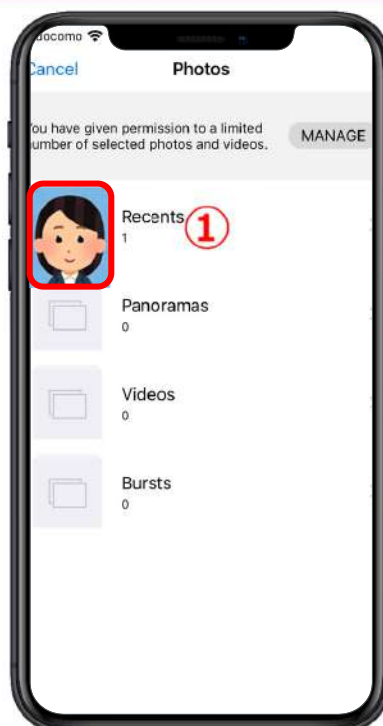 docomo
Cancel Photos
You have given permission to a limited
number of selected photos and videos.
MANAGE
Recents
1
①
Panoramas
0
Videos
0
Bursts
0